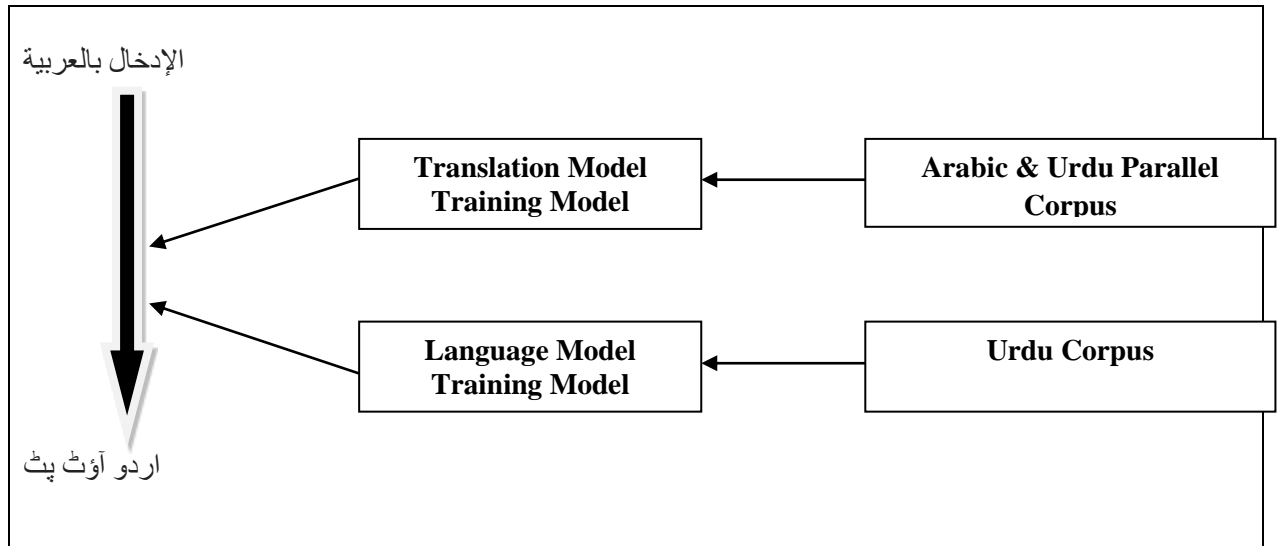 الإدخال بالعربية
Translation Model
Training Model
Arabic & Urdu Parallel
Corpus
Language Model
Training Model
Urdu Corpus
اردو آؤٹ پٹ